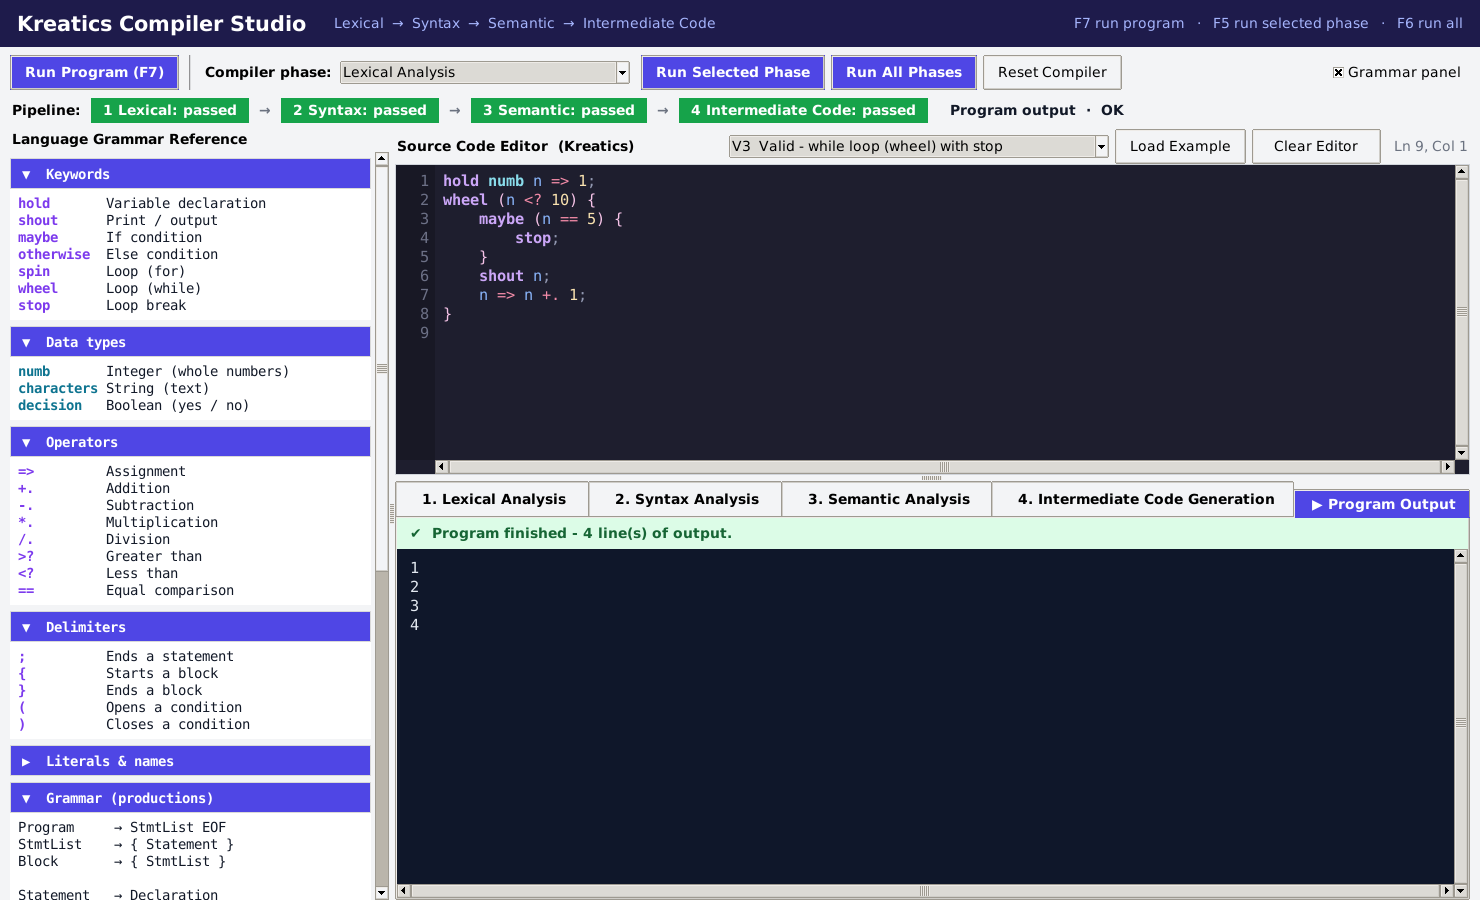 Kreatics Compiler Studio Lexical → Syntax → Semantic → Intermediate Code F7 run program · F5 run selected phase · F6 run all
Run Program (F7) Compiler phase: Lexical Analysis Run Selected Phase Run All Phases Reset Compiler Grammar panel
Pipeline: 1 Lexical: passed → 2 Syntax: passed → 3 Semantic: passed → 4 Intermediate Code: passed Program output · OK
Language Grammar Reference
▼ Keywords
hold Variable declaration
shout Print / output
maybe If condition
otherwise Else condition
spin Loop (for)
wheel Loop (while)
stop Loop break
▼ Data types
numb Integer (whole numbers)
characters String (text)
decision Boolean (yes / no)
▼ Operators
=> Assignment
+. Addition
-. Subtraction
*. Multiplication
/. Division
>? Greater than
<? Less than
== Equal comparison
▼ Delimiters
; Ends a statement
{ Starts a block
} Ends a block
( Opens a condition
) Closes a condition
▶ Literals & names
▼ Grammar (productions)
Program → StmtList EOF
StmtList → { Statement }
Block → { StmtList }
Statement → Declaration
Source Code Editor (Kreatics) V3 Valid - while loop (wheel) with stop Load Example Clear Editor Ln 9, Col 1
1 hold numb n => 1;
2 wheel (n <? 10) {
3     maybe (n == 5) {
4         stop;
5     }
6     shout n;
7     n => n +. 1;
8 }
9
1. Lexical Analysis 2. Syntax Analysis 3. Semantic Analysis 4. Intermediate Code Generation ▶ Program Output
✔ Program finished - 4 line(s) of output.
1
2
3
4